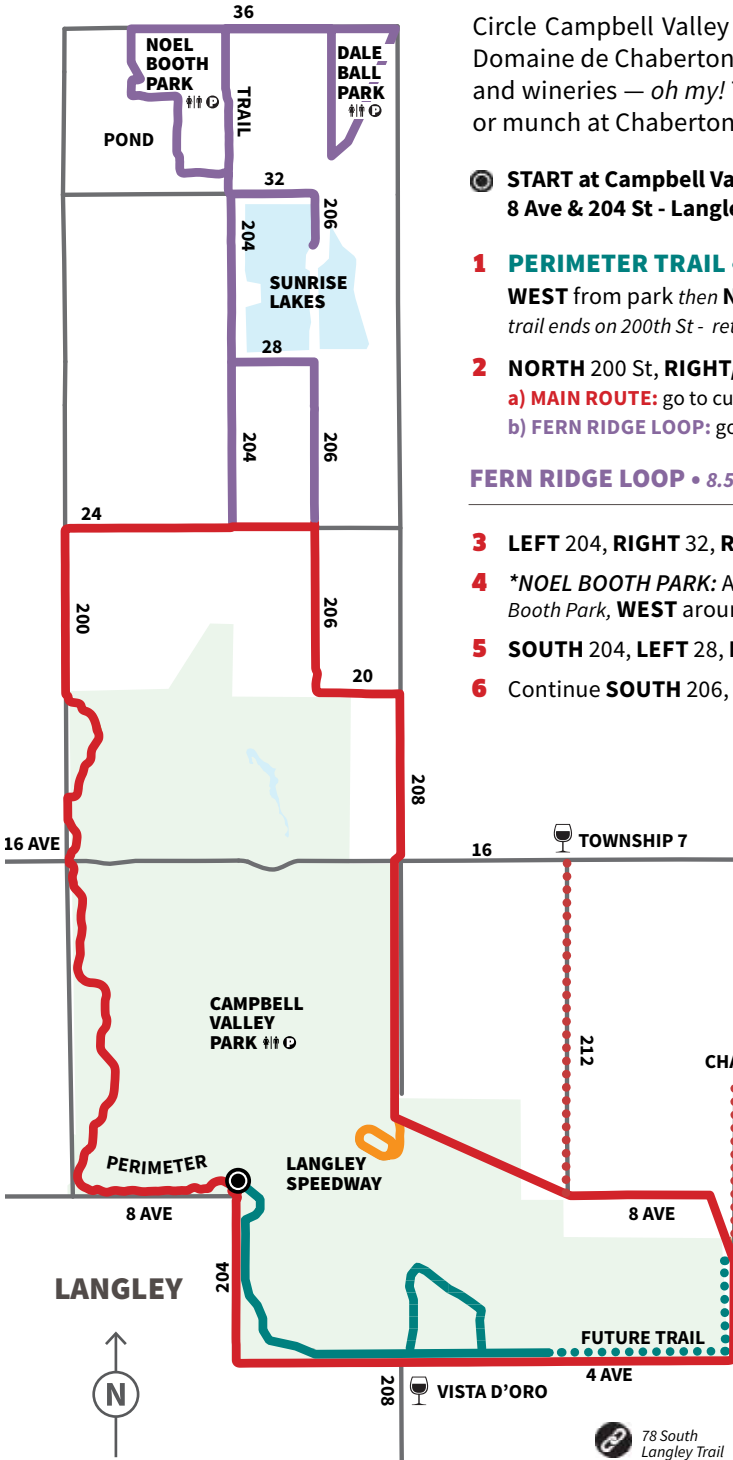 36
NOEL
BOOTH
PARK
POND
TRAIL
DALE
BALL
PARK
32
206
204
SUNRISE
LAKES
28
204
206
24
200
206
20
208
16 AVE
16
TOWNSHIP 7
CAMPBELL
VALLEY
PARK
212
CHA
PERIMETER
LANGLEY
SPEEDWAY
8 AVE
8 AVE
204
LANGLEY
FUTURE TRAIL
4 AVE
N
208
VISTA D'ORO
78 South
Langley Trail
Circle Campbell Valley
Domaine de Chaberton
and wineries — oh my!
or munch at Chaberton
START at Campbell Va
8 Ave & 204 St - Langle
1 PERIMETER TRAIL
WEST from park then N
trail ends on 200th St - ret
2 NORTH 200 St, RIGHT/
a) MAIN ROUTE: go to cu
b) FERN RIDGE LOOP: go
FERN RIDGE LOOP • 8.5
3 LEFT 204, RIGHT 32, R
4 *NOEL BOOTH PARK: A
Booth Park, WEST aroun
5 SOUTH 204, LEFT 28,
6 Continue SOUTH 206,